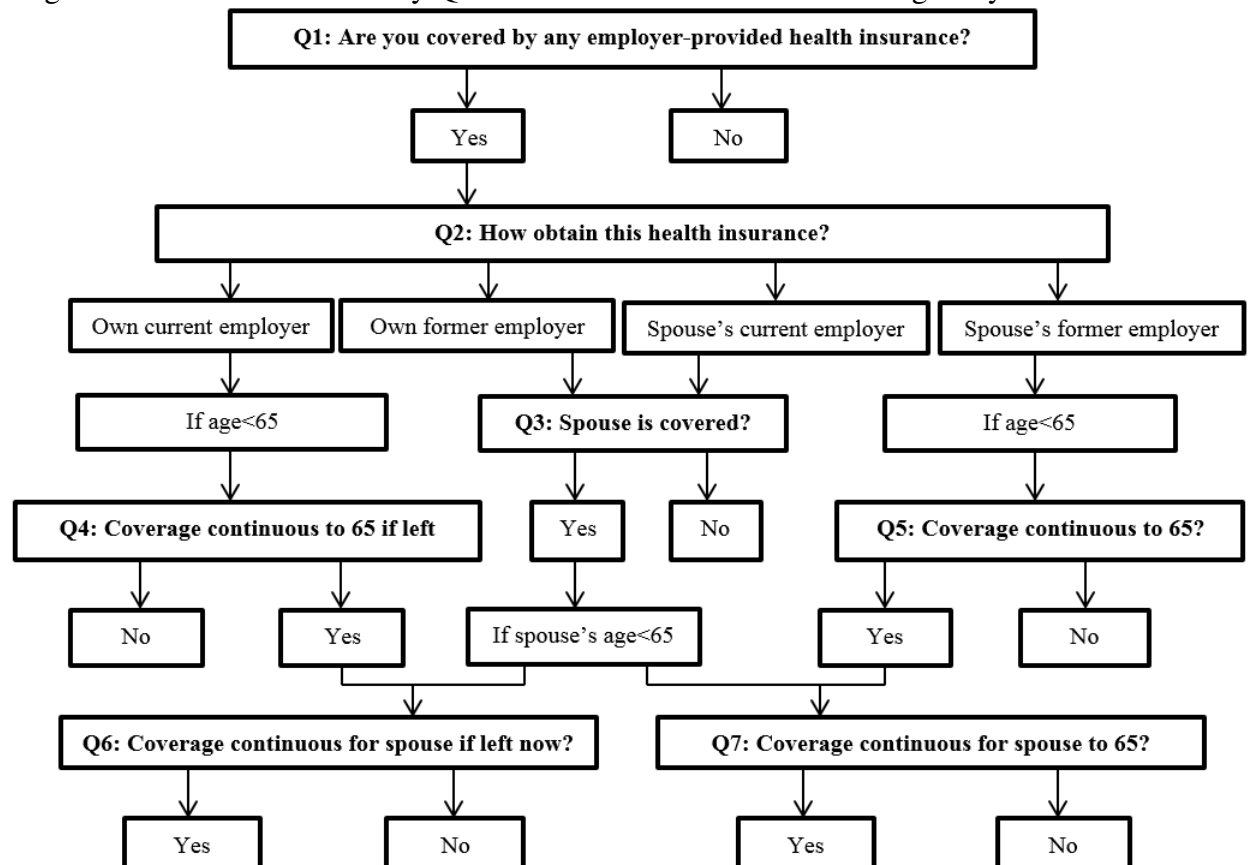 Q1: Are you covered by any employer-provided health insurance?
Yes
No
Q2: How obtain this health insurance?
Own current employer
Own former employer
Spouse’s current employer
Spouse’s former employer
If age<65
Q3: Spouse is covered?
If age<65
Q4: Coverage continuous to 65 if left
Yes
No
Q5: Coverage continuous to 65?
No
Yes
If spouse’s age<65
Yes
No
Q6: Coverage continuous for spouse if left now?
Q7: Coverage continuous for spouse to 65?
Yes
No
Yes
No